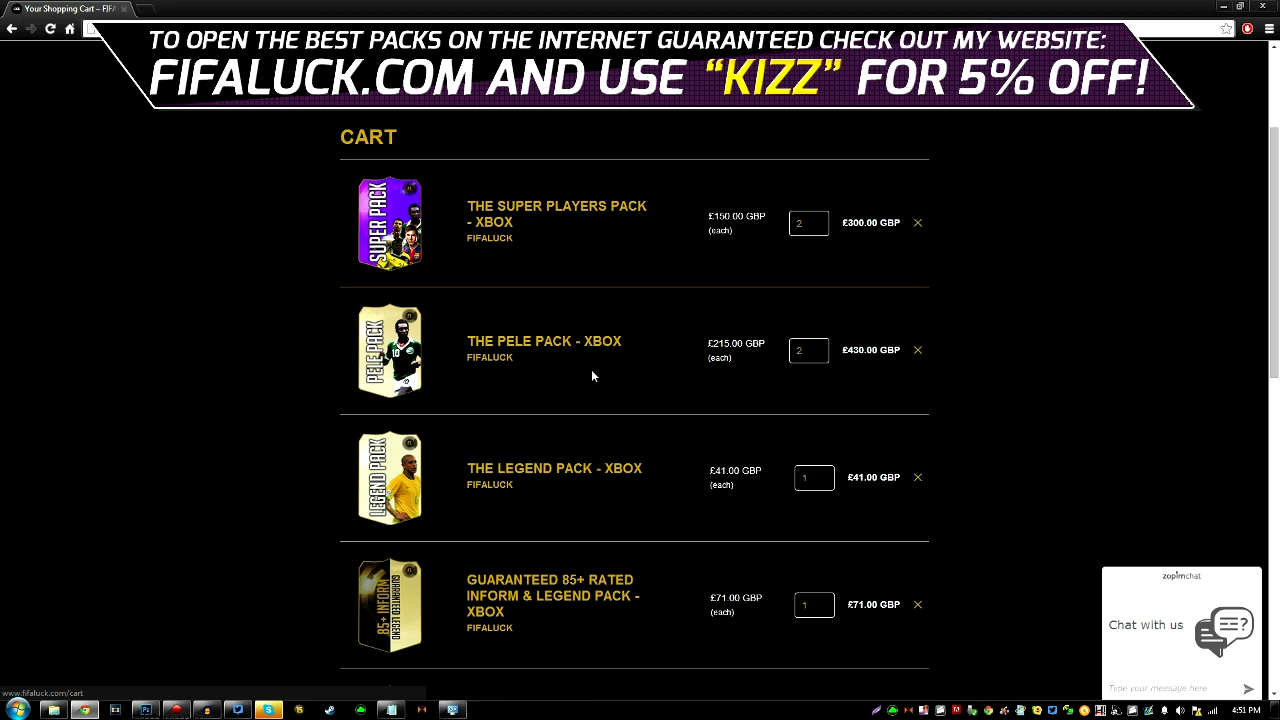 Your Shopping Cart – FIF
TO OPEN THE BEST PACKS ON THE INTERNET GUARANTEED CHECK OUT MY WEBSITE:
FIFALUCK.COM AND USE "KIZZ" FOR 5% OFF!
CART
SUPER PACK
THE SUPER PLAYERS PACK
- XBOX
FIFALUCK
£150.00 GBP
(each)
2
£300.00 GBP
PELE PACK
THE PELE PACK - XBOX
FIFALUCK
£215.00 GBP
(each)
2
£430.00 GBP
LEGEND PACK
THE LEGEND PACK - XBOX
FIFALUCK
£41.00 GBP
(each)
1
£41.00 GBP
85+ INFORM
GUARANTEED LEGEND
GUARANTEED 85+ RATED
INFORM & LEGEND PACK -
XBOX
FIFALUCK
£71.00 GBP
(each)
1
£71.00 GBP
zopimchat
Chat with us
Type your message here
www.fifaluck.com/cart
4:51 PM